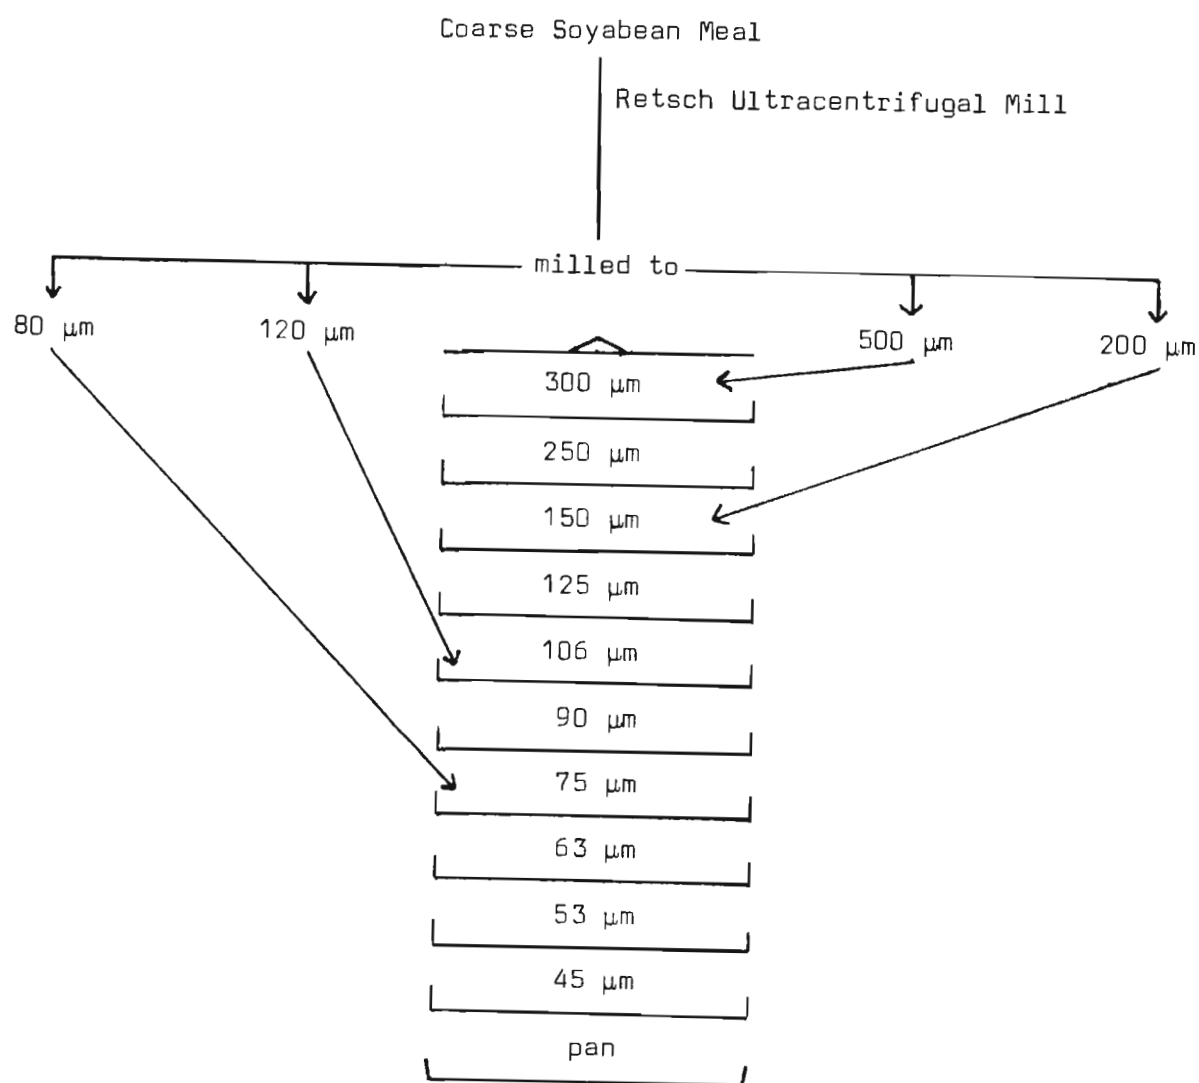 Coarse Soyabean Meal
Retsch Ultracentrifugal Mill
milled to
80 μm
120 μm
500 μm
200 μm
300 μm
250 μm
150 μm
125 μm
106 μm
90 μm
75 μm
63 μm
53 μm
45 μm
pan